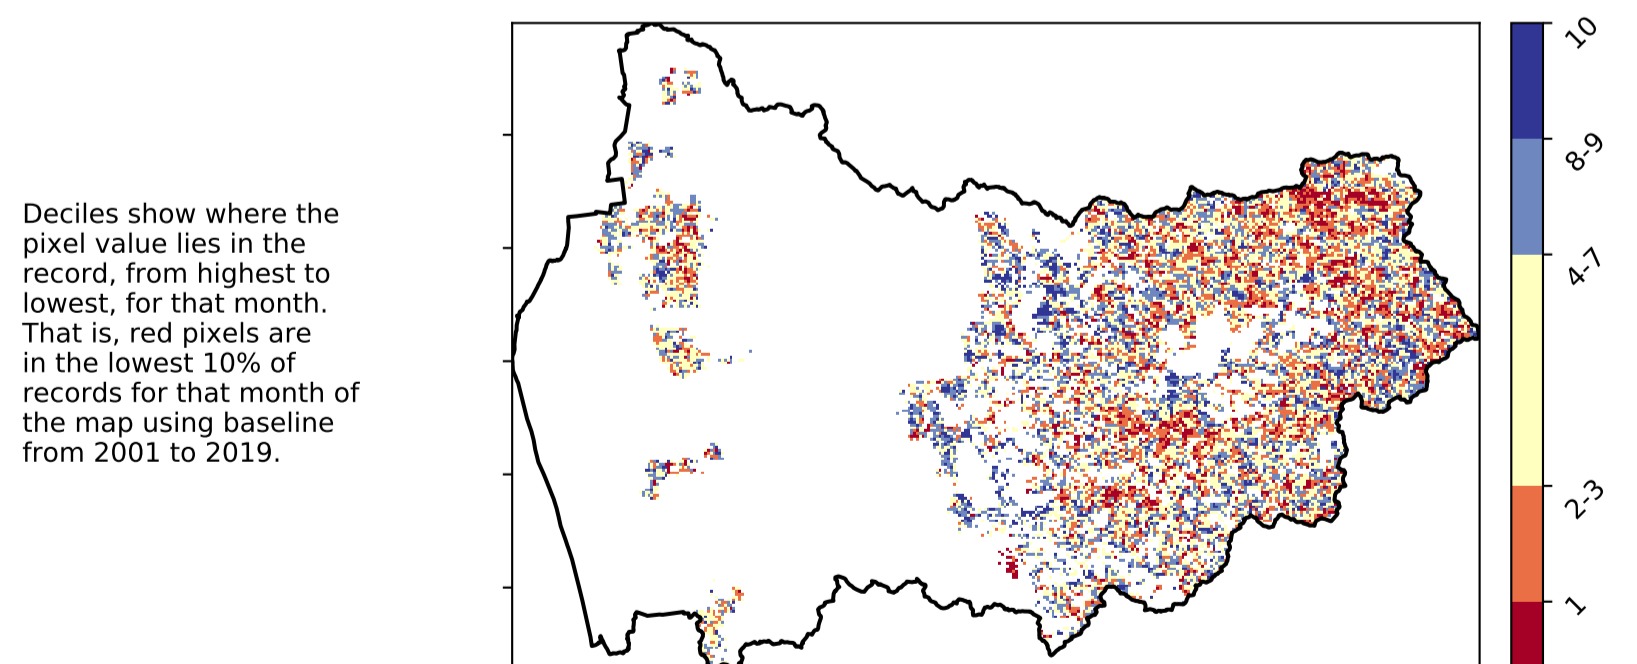 Deciles show where the
pixel value lies in the
record, from highest to
lowest, for that month.
That is, red pixels are
in the lowest 10% of
records for that month of
the map using baseline
from 2001 to 2019.
10
8-9
4-7
2-3
1